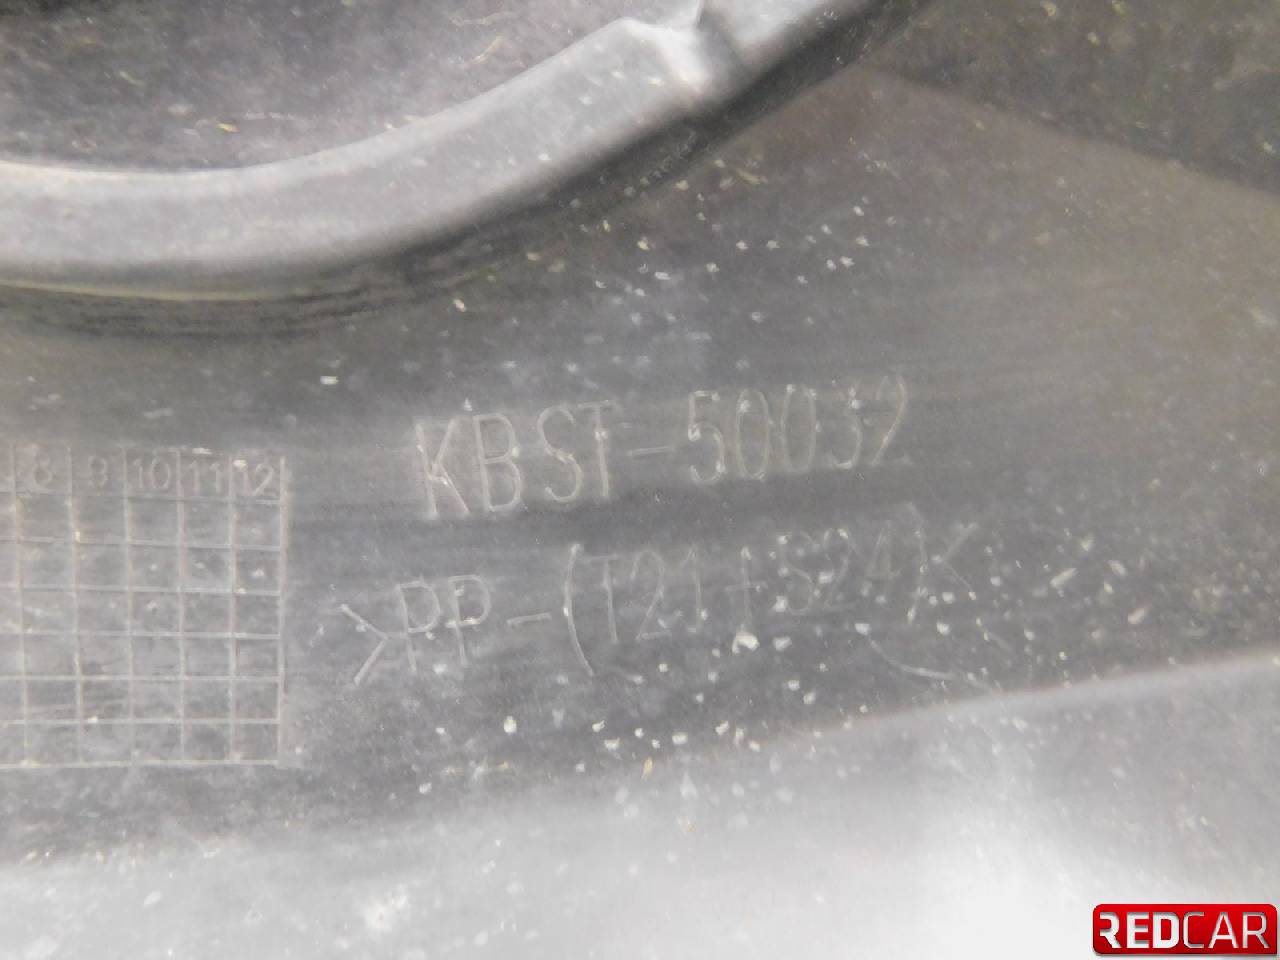 KBST-50032
8 9 10 11 12
>PP-(T21+S24)<
REDCAR